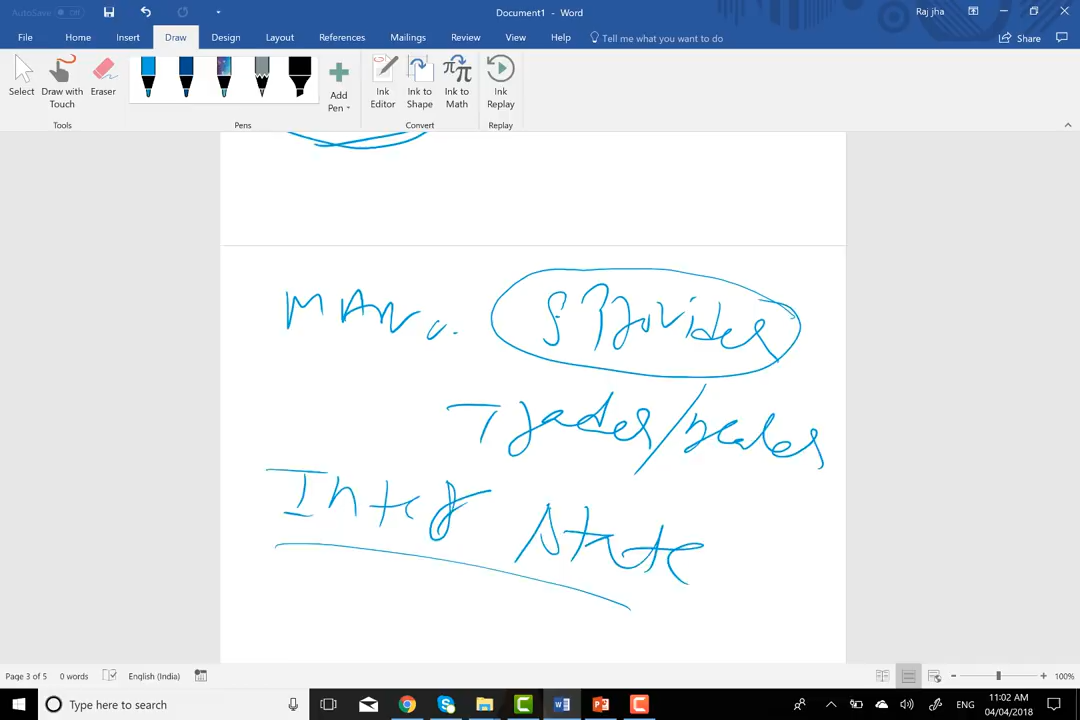 AutoSave Off
Document1 - Word
Raj jha
File Home Insert Draw Design Layout References Mailings Review View Help Tell me what you want to do Share
Select
Draw with Touch
Eraser
Add Pen
Ink Editor
Ink to Shape
Ink to Math
Ink Replay
Tools Pens Convert Replay
MANU. S Provider
Trader/Dealer
Inter State
Page 3 of 5 0 words English (India) 100%
Type here to search
ENG
11:02 AM
04/04/2018